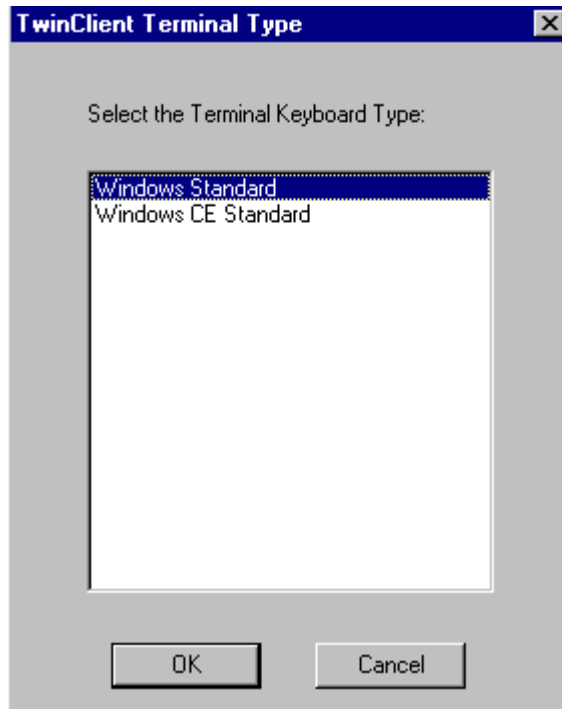 TwinClient Terminal Type
Select the Terminal Keyboard Type:
Windows Standard
Windows CE Standard
OK Cancel